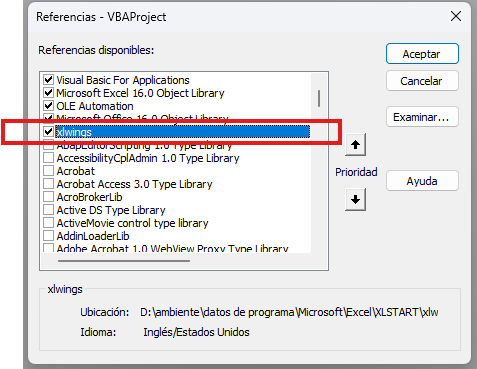 Referencias - VBAProject
Referencias disponibles:
Aceptar
Visual Basic For Applications
Microsoft Excel 16.0 Object Library
Cancelar
OLE Automation
Microsoft Office 16.0 Object Library
Examinar...
xlwings
AbapEditorScripting 1.0 Type Library
AccessibilityCplAdmin 1.0 Type Library
Acrobat
Prioridad
Acrobat Access 3.0 Type Library
Ayuda
AcroBrokerLib
Active DS Type Library
ActiveMovie control type library
AddinLoaderLib
Adobe Acrobat 1.0 WebView Proxy Type Library
xlwings
Ubicación: D:\ambiente\datos de programa\Microsoft\Excel\XLSTART\xlw
Idioma: Inglés/Estados Unidos